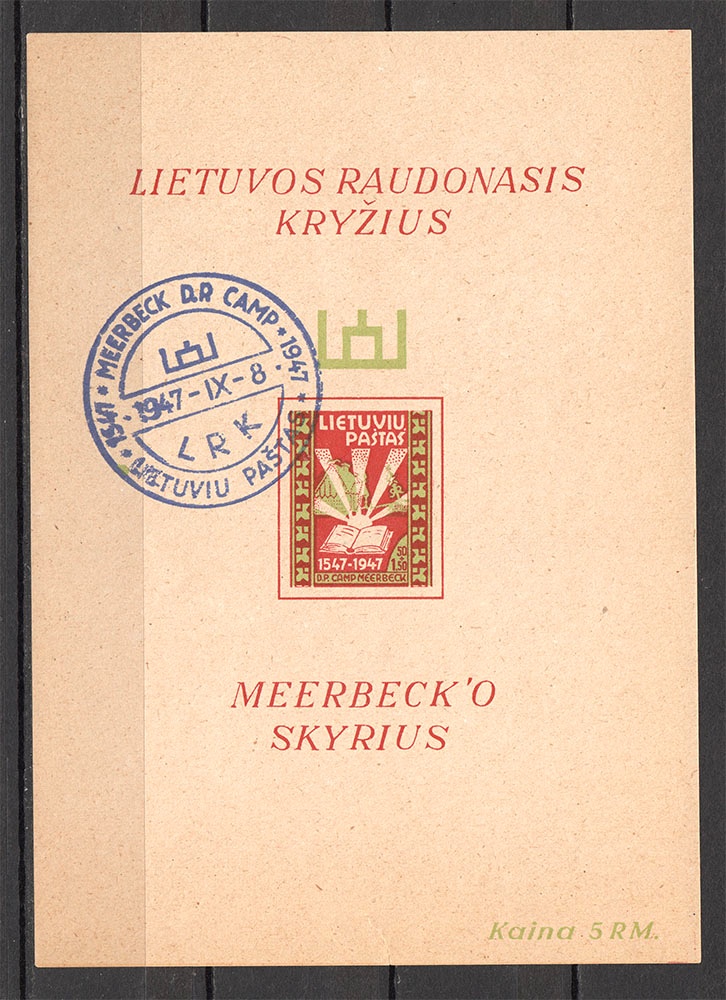 LIETUVOS RAUDONASIS
KRYŽIUS
* MEERBECK D.P. CAMP *
1947
1547
1947-IX-8.
LRK
LIETUVIU PAŠTAS
LIETUVIU
PAŠTAS
1547-1947
50
+
1.50
D.P. CAMP MEERBECK
MEERBECK'O
SKYRIUS
Kaina 5 RM.